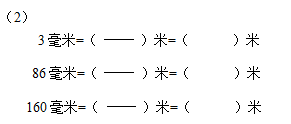 （2）
3毫米=（ —— ）米=（ ）米
86毫米=（ —— ）米=（ ）米
160毫米=（ —— ）米=（ ）米